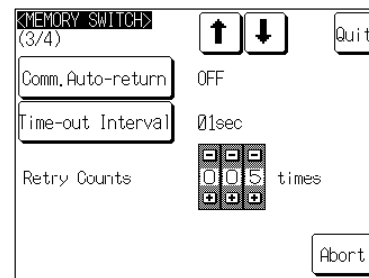 <MEMORY SWITCH>
(3/4)
↑ ↓ Quit
Comm.Auto-return OFF
Time-out Interval 01sec
Retry Counts 005 times
Abort